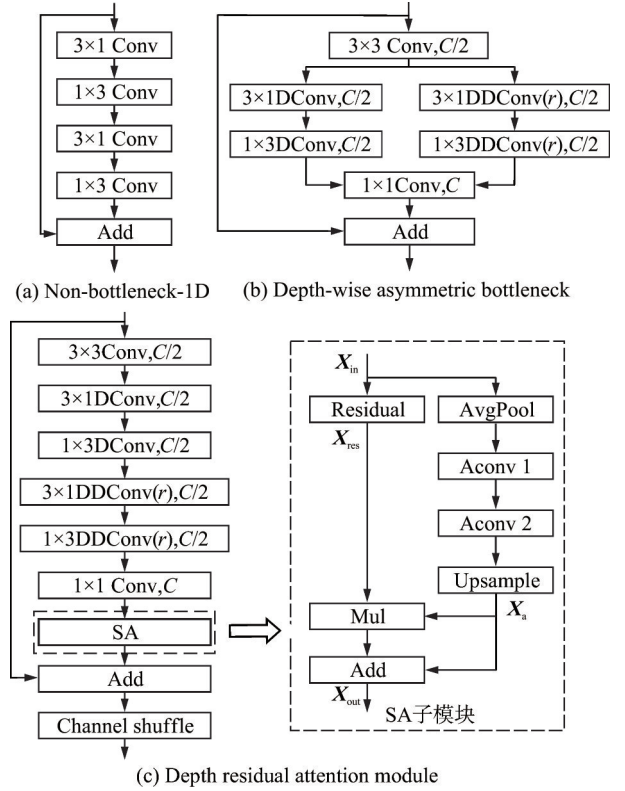 3×1 Conv
1×3 Conv
3×1 Conv
1×3 Conv
Add
(a) Non-bottleneck-1D
3×3 Conv,C/2
3×1DConv,C/2
3×1DDConv(r),C/2
1×3DConv,C/2
1×3DDConv(r),C/2
1×1Conv,C
Add
(b) Depth-wise asymmetric bottleneck
3×3Conv,C/2
3×1DConv,C/2
1×3DConv,C/2
3×1DDConv(r),C/2
1×3DDConv(r),C/2
1×1 Conv,C
SA
Add
Channel shuffle
Xin
Residual
AvgPool
Xres
Aconv 1
Aconv 2
Upsample
Xa
Mul
Add
Xout
SA子模块
(c) Depth residual attention module